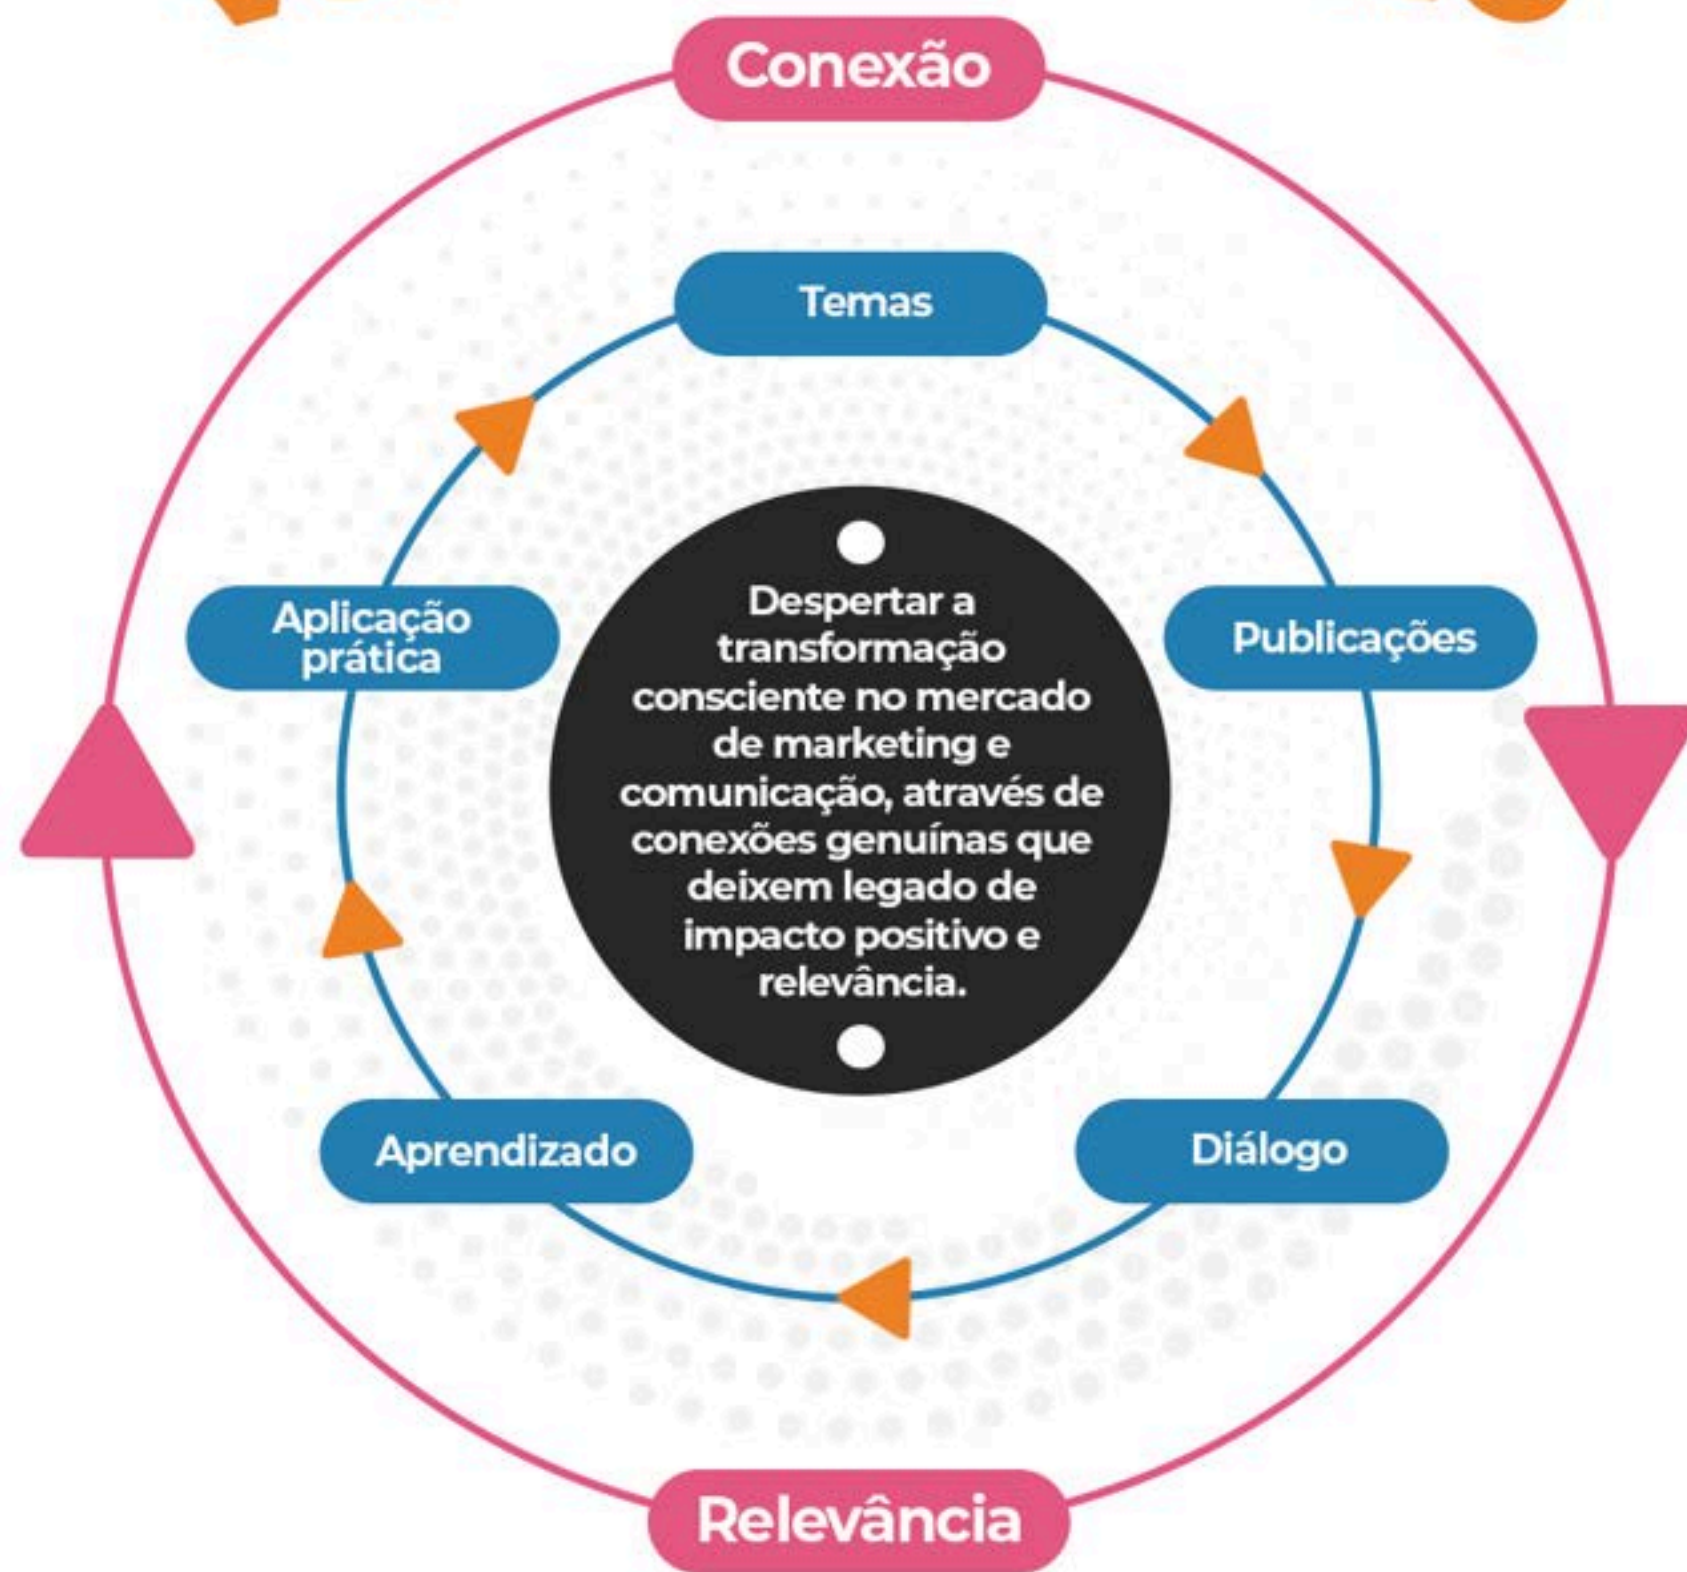 Conexão
Temas
Aplicação
prática
Publicações
Despertar a
transformação
consciente no mercado
de marketing e
comunicação, através de
conexões genuínas que
deixem legado de
impacto positivo e
relevância.
Aprendizado
Diálogo
Relevância